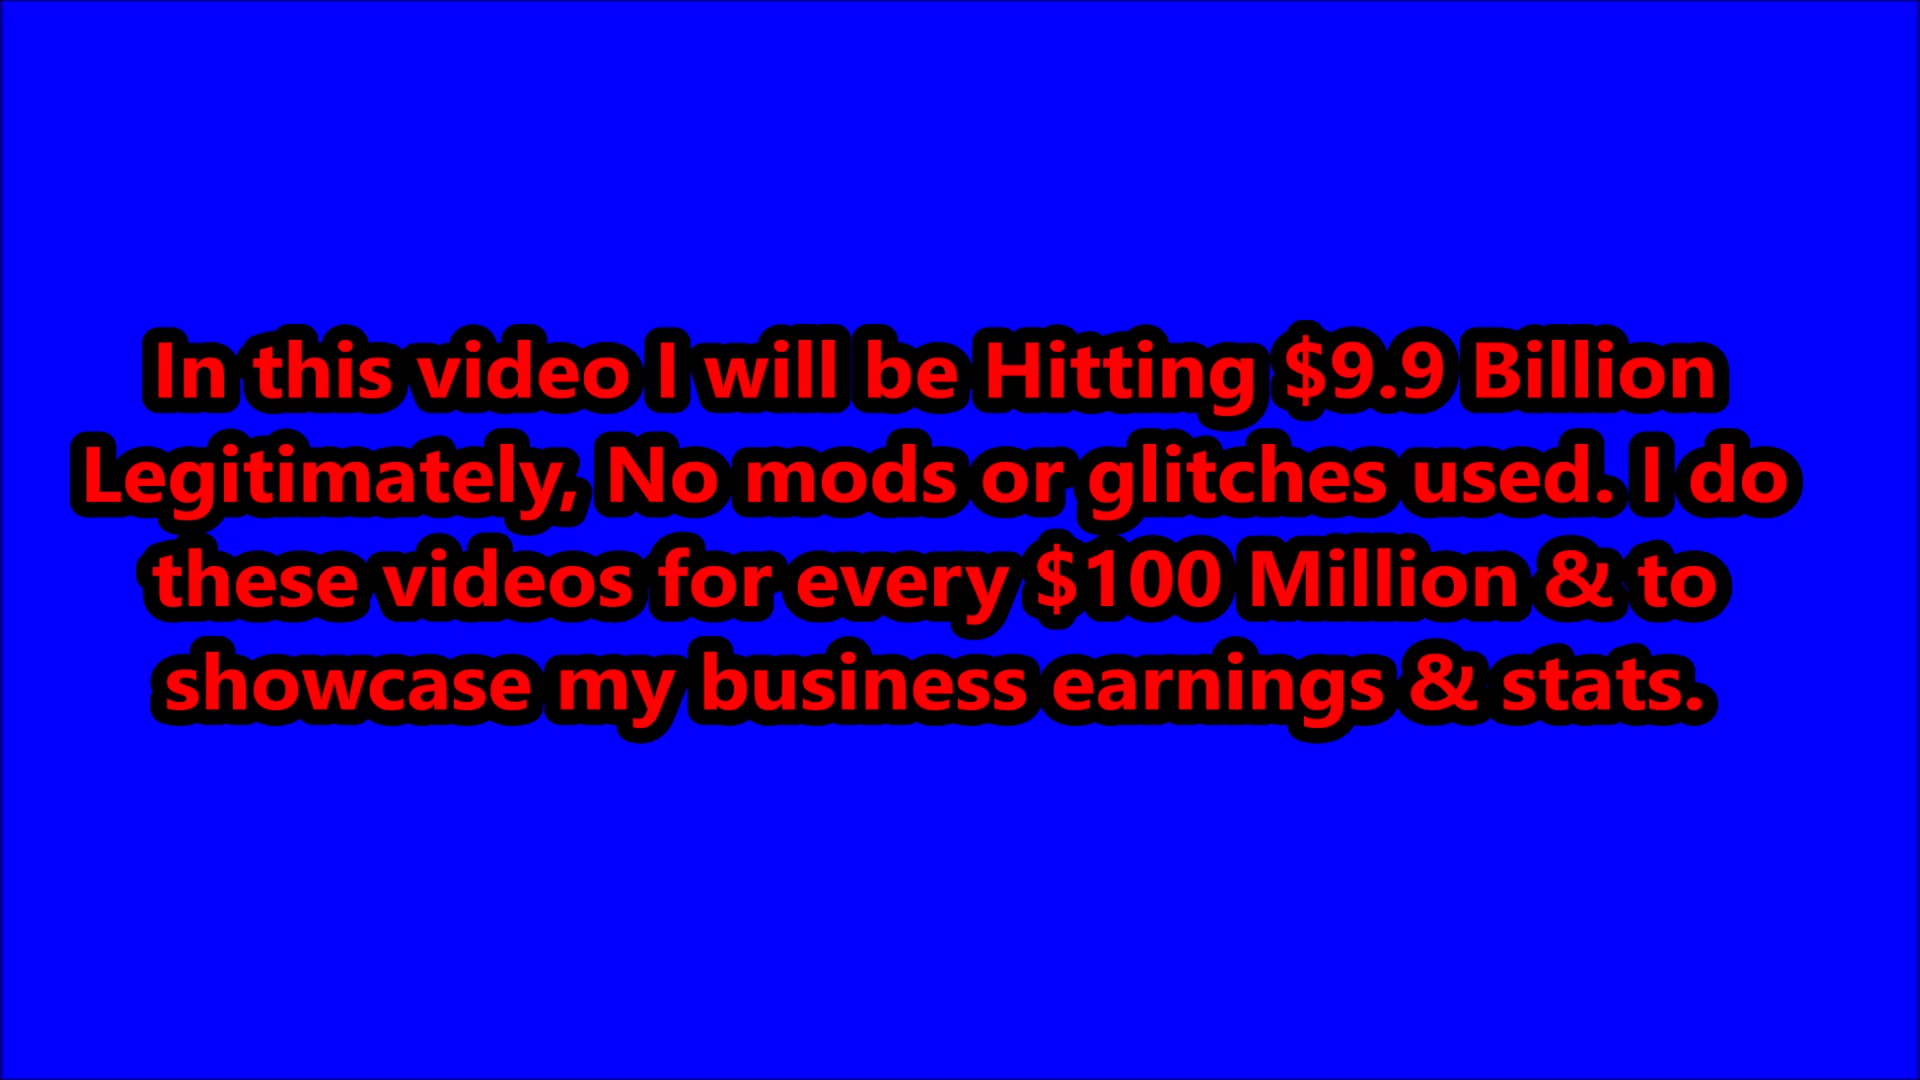 In this video I will be Hitting $9.9 Billion
Legitimately, No mods or glitches used. I do
these videos for every $100 Million & to
showcase my business earnings & stats.